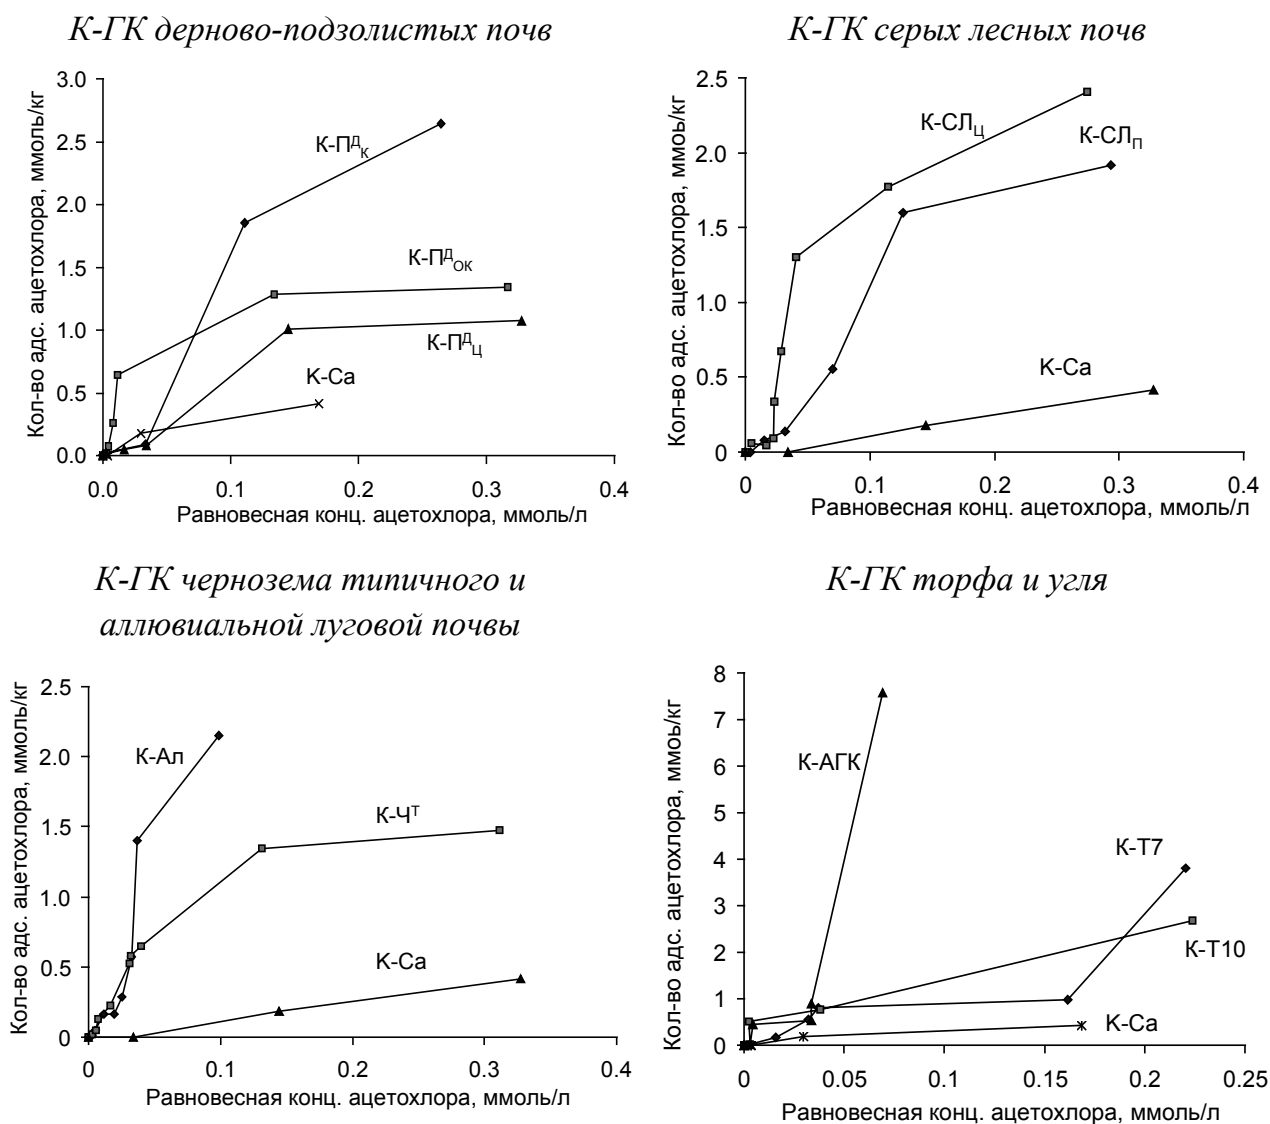 К-ГК дерново-подзолистых почв
Кол-во адс. ацетохлора, ммоль/кг
3.0
2.5
2.0
1.5
1.0
0.5
0.0
К-ПД К
К-ПД ОК
К-ПД Ц
К-Са
0.0 0.1 0.2 0.3 0.4
Равновесная конц. ацетохлора, ммоль/л
К-ГК серых лесных почв
Кол-во адс. ацетохлора, ммоы/кг
2.5
2.0
1.5
1.0
0.5
0
К-СЛЦ
К-СЛП
К-Са
0 0.1 0.2 0.3 0.4
Равновесная конц. ацетохлора, ммоль/л
К-ГК чернозема типичного и
аллювиальной луговой почвы
Кол-во адс. ацетохлора, ммоль/кг
2.5
2.0
1.5
1.0
0.5
0
К-Ал
К-ЧТ
К-Са
0 0.1 0.2 0.3 0.4
Равновесная конц. ацетохлора, ммоль/л
К-ГК торфа и угля
Кол-во адс. ацетохлора, ммоы/кг
8
7
6
5
4
3
2
1
0
К-АГК
К-Т7
К-Т10
К-Са
0 0.05 0.1 0.15 0.2 0.25
Равновесная конц. ацетохлора, ммоль/л